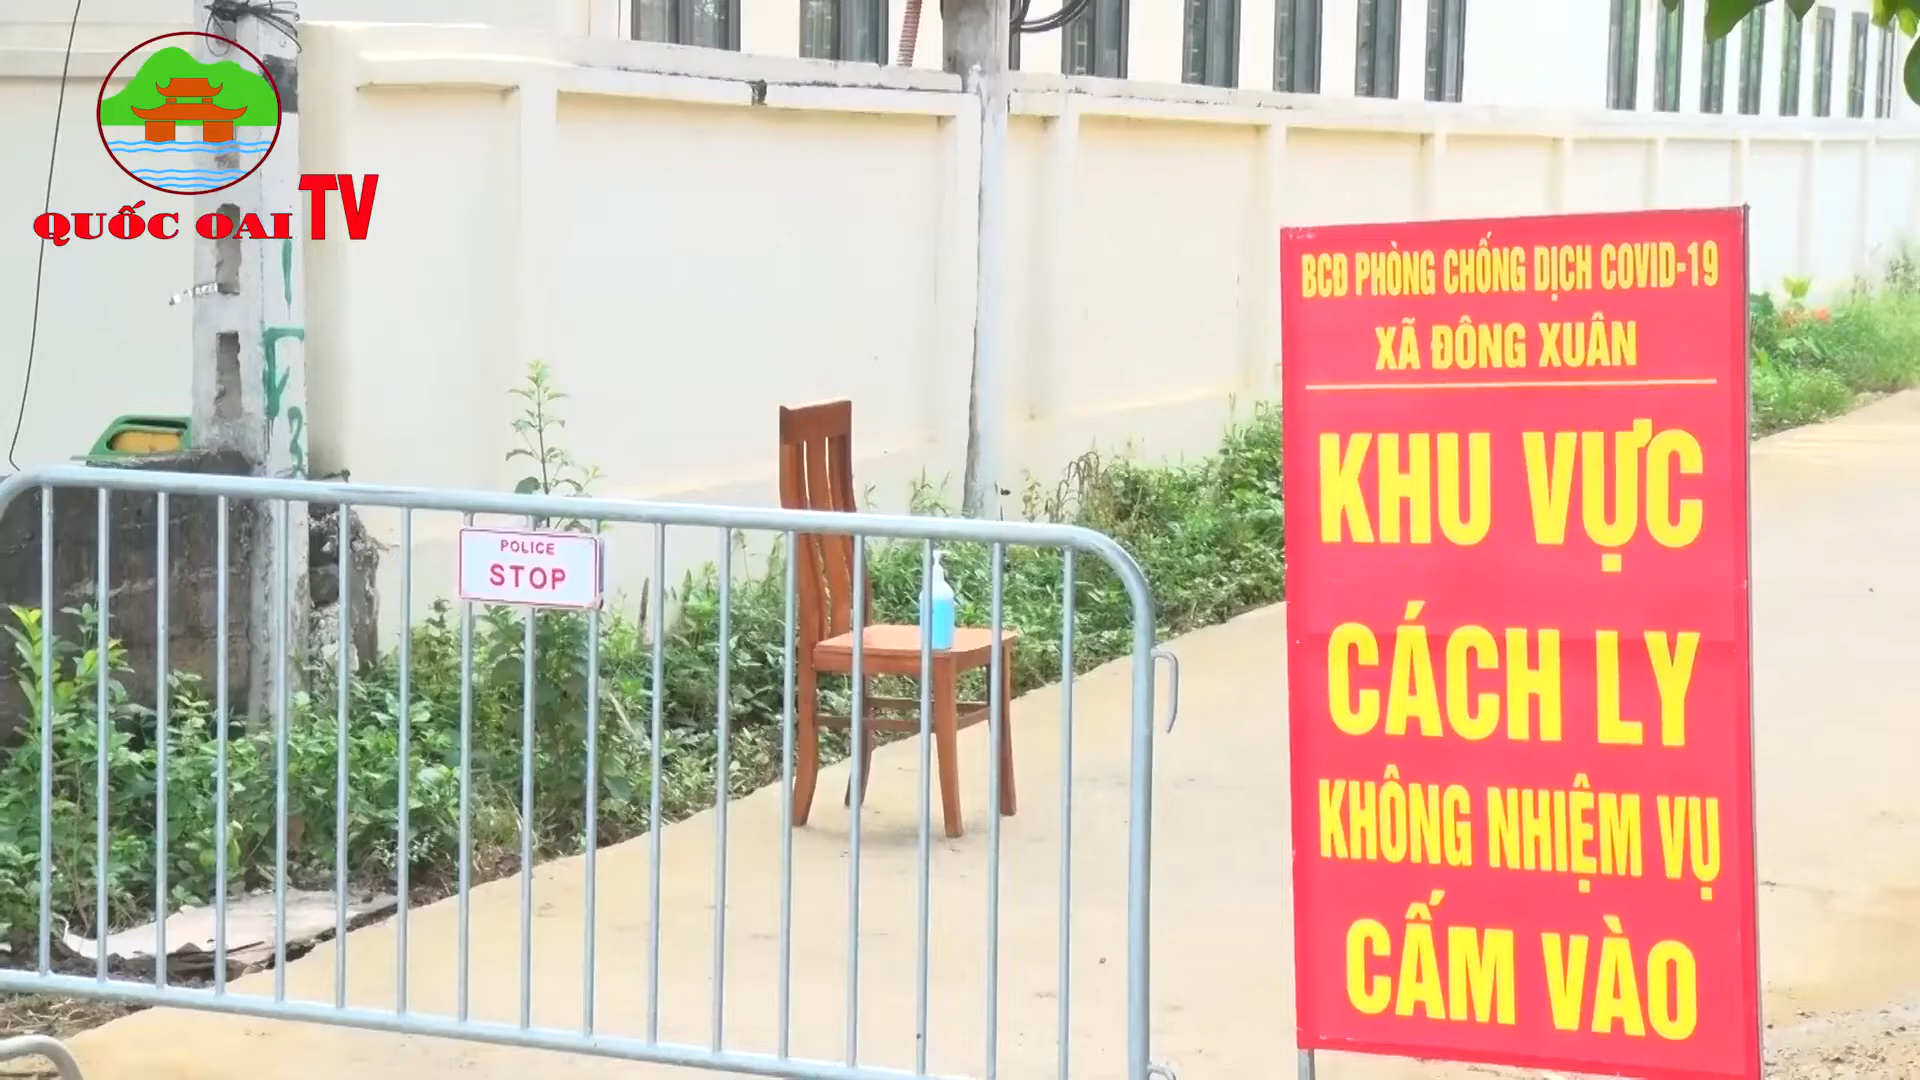 QUỐC OAI TV
POLICE
STOP
BCĐ PHÒNG CHỐNG DỊCH COVID-19
XÃ ĐÔNG XUÂN
KHU VỰC
CÁCH LY
KHÔNG NHIỆM VỤ
CẤM VÀO